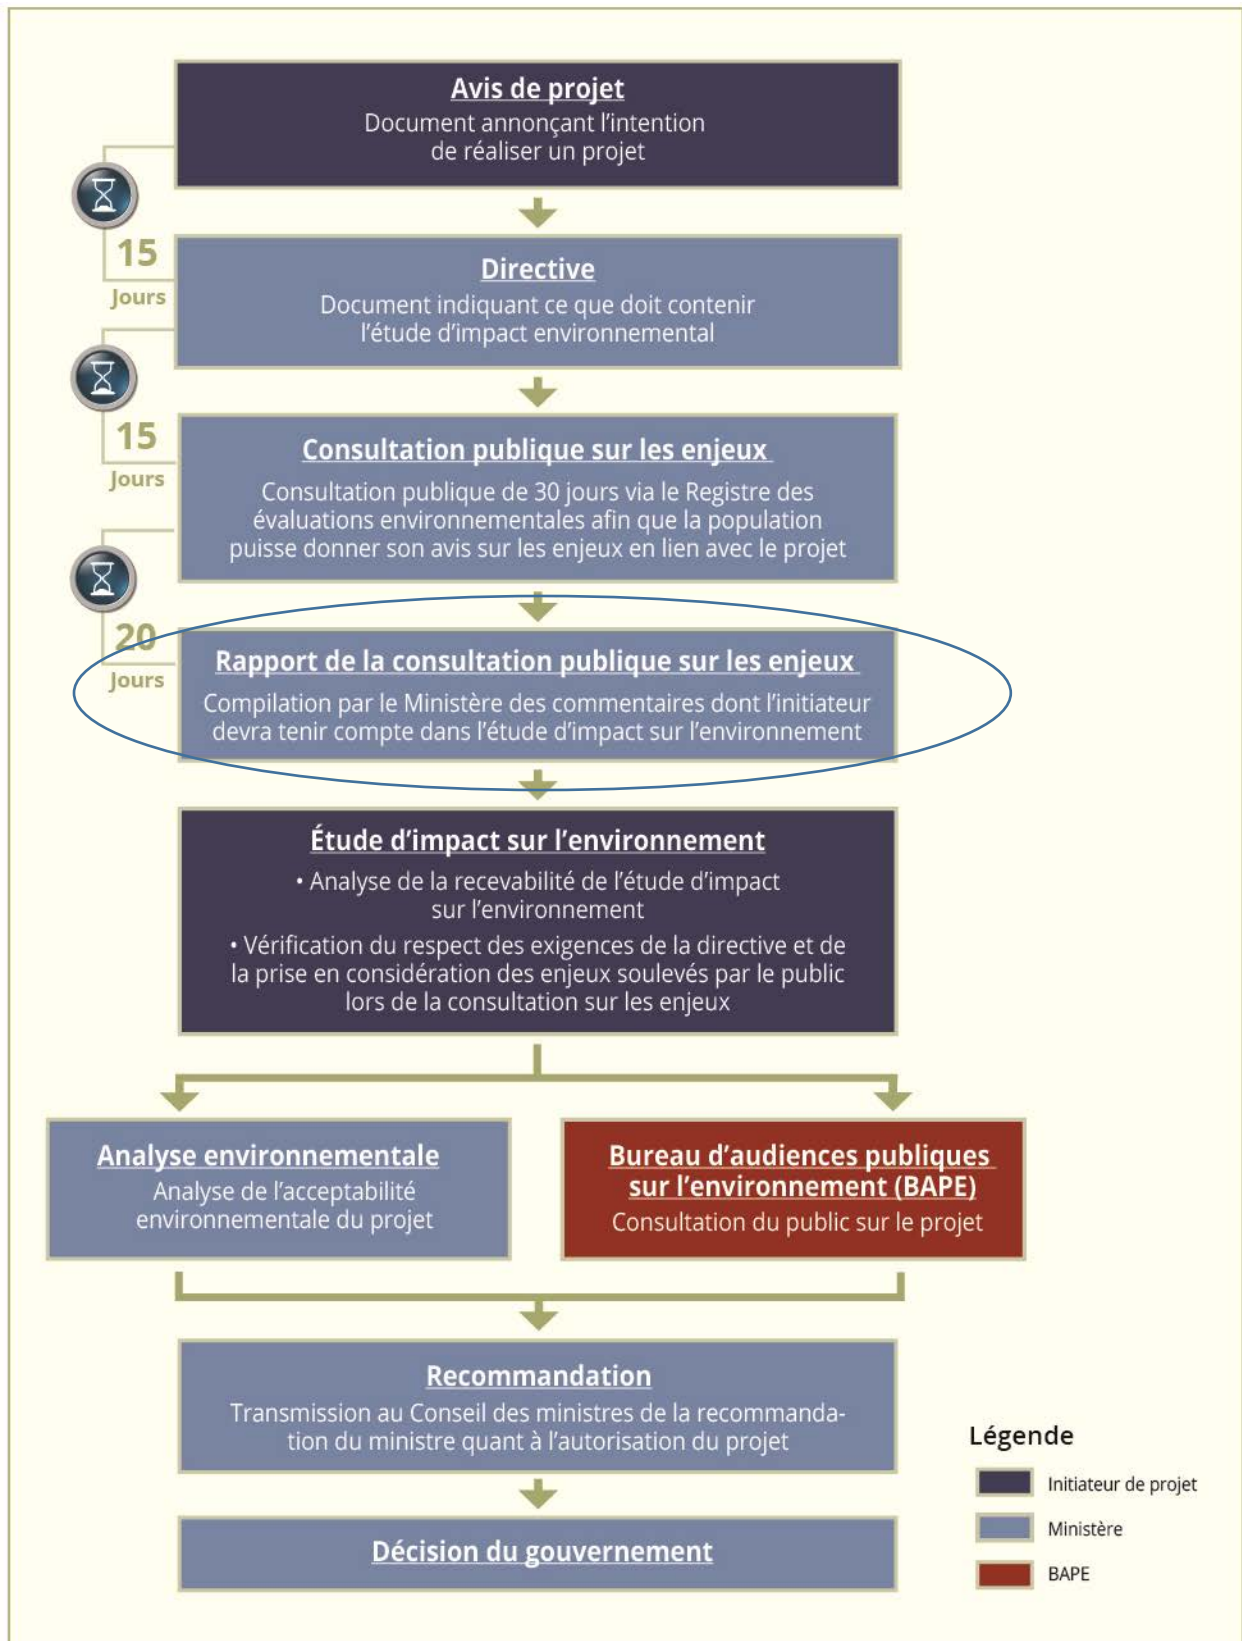 Avis de projet
Document annonçant l'intention
de réaliser un projet
15
Jours
Directive
Document indiquant ce que doit contenir
l'étude d'impact environnemental
15
Jours
Consultation publique sur les enjeux
Consultation publique de 30 jours via le Registre des
évaluations environnementales afin que la population
puisse donner son avis sur les enjeux en lien avec le projet
20
Jours
Rapport de la consultation publique sur les enjeux
Compilation par le Ministère des commentaires dont l'initiateur
devra tenir compte dans l'étude d'impact sur l'environnement
Étude d'impact sur l'environnement
• Analyse de la recevabilité de l'étude d'impact
sur l'environnement
• Vérification du respect des exigences de la directive et de
la prise en considération des enjeux soulevés par le public
lors de la consultation sur les enjeux
Analyse environnementale
Analyse de l'acceptabilité
environnementale du projet
Bureau d'audiences publiques
sur l'environnement (BAPE)
Consultation du public sur le projet
Recommandation
Transmission au Conseil des ministres de la recommanda-
tion du ministre quant à l'autorisation du projet
Décision du gouvernement
Légende
Initiateur de projet
Ministère
BAPE